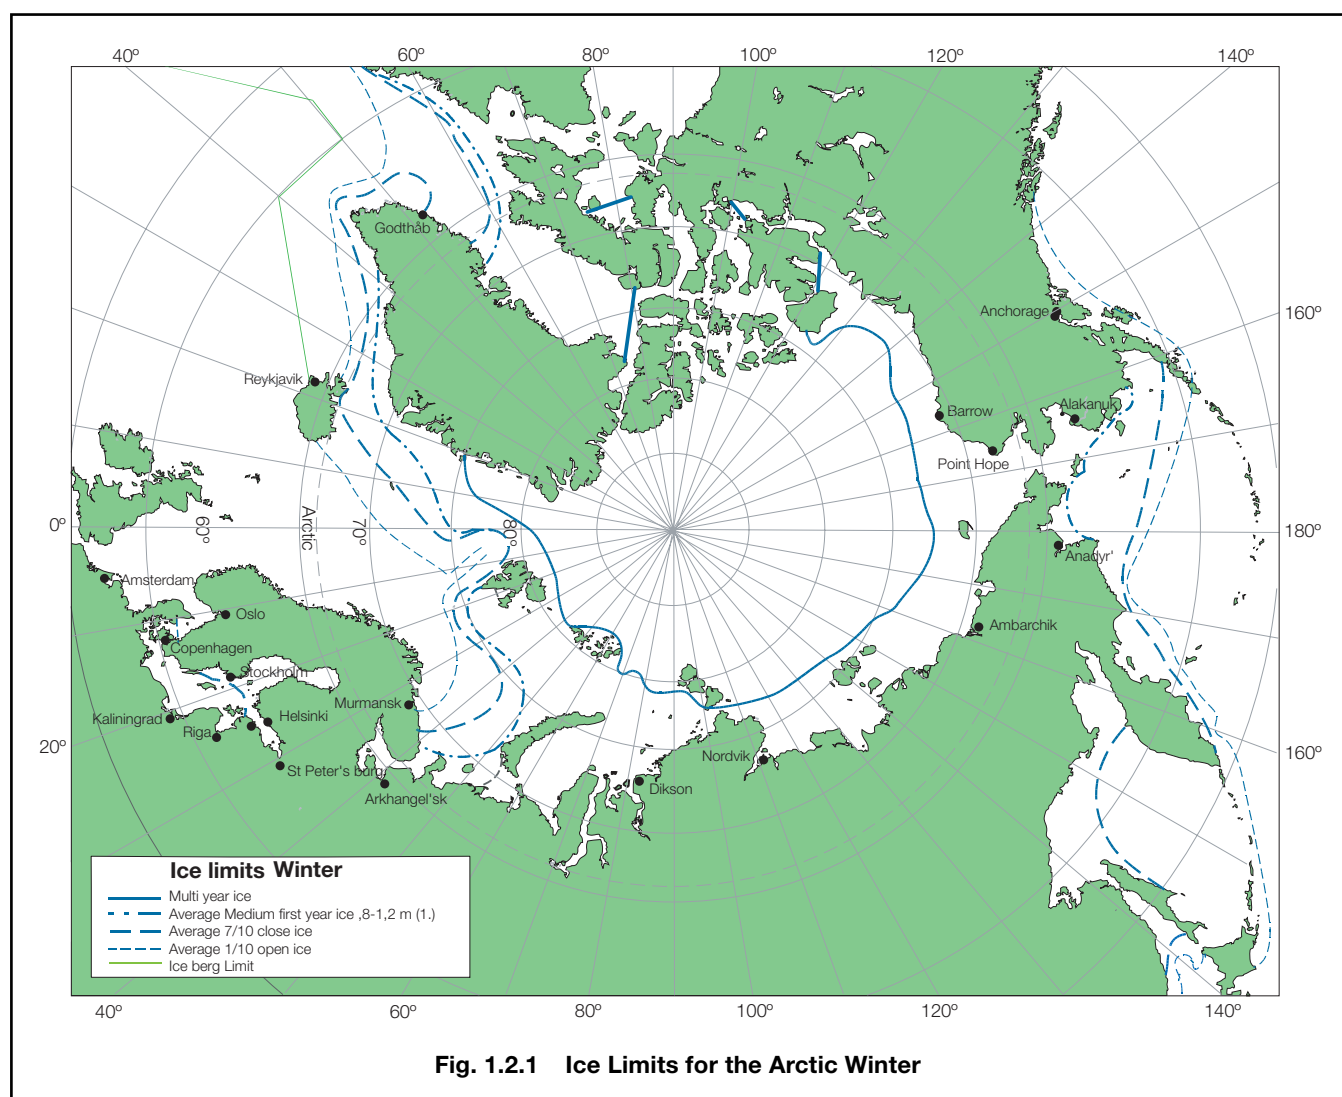 40º 60º 80º 100º 120º 140º
Godthåb
Anchorage
160º
Reykjavik
Barrow
Alakanuk
Point Hope
0º
60º
Arctic
70º
80º
180º
Anadyr'
Amsterdam
Oslo
Ambarchik
Copenhagen
Stockholm
Murmansk
Kaliningrad
Helsinki
Riga
20º
Nordvik
160º
St Peter's burg
Dikson
Arkhangel'sk
Ice limits Winter
Multi year ice
Average Medium first year ice ,8-1,2 m (1.)
Average 7/10 close ice
Average 1/10 open ice
Ice berg Limit
40º 60º 80º 100º 120º 140º
Fig. 1.2.1 Ice Limits for the Arctic Winter